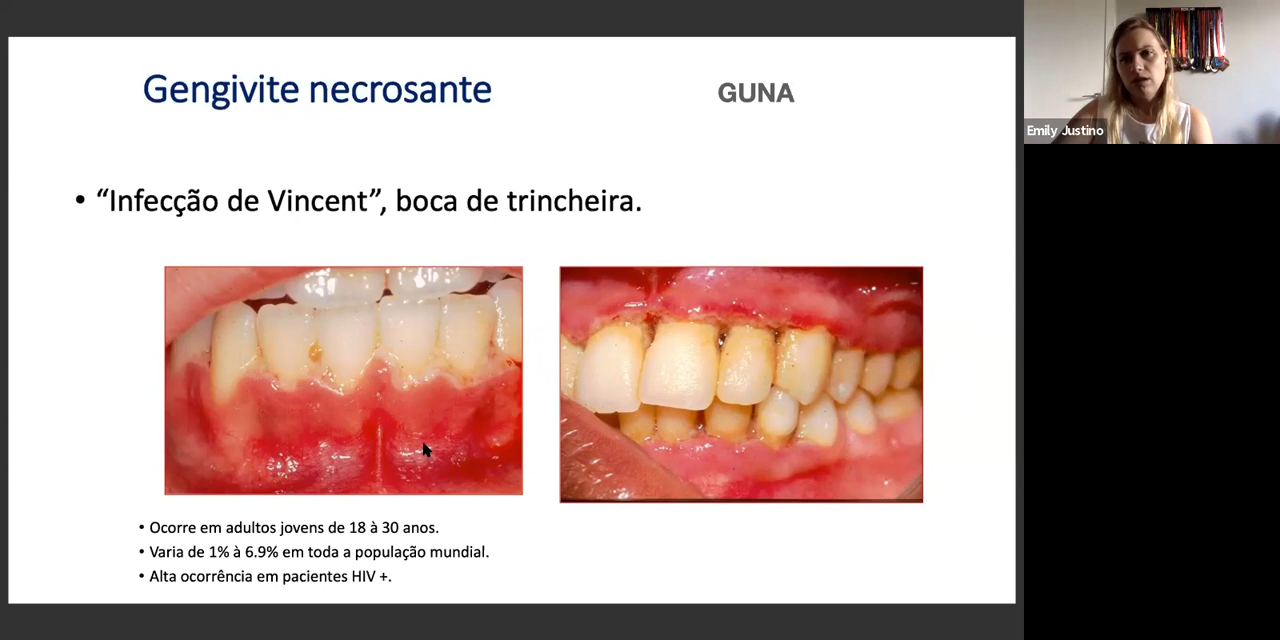 Gengivite necrosante
GUNA
• “Infecção de Vincent”, boca de trincheira.
• Ocorre em adultos jovens de 18 à 30 anos.
• Varia de 1% à 6.9% em toda a população mundial.
• Alta ocorrência em pacientes HIV +.
Emily Justino